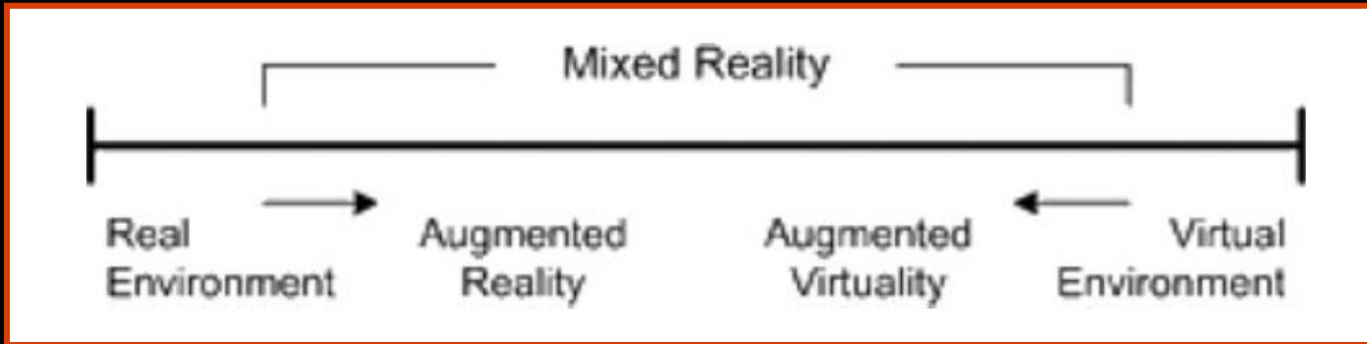 Mixed Reality
Real
Environment
Augmented
Reality
Augmented
Virtuality
Virtual
Environment